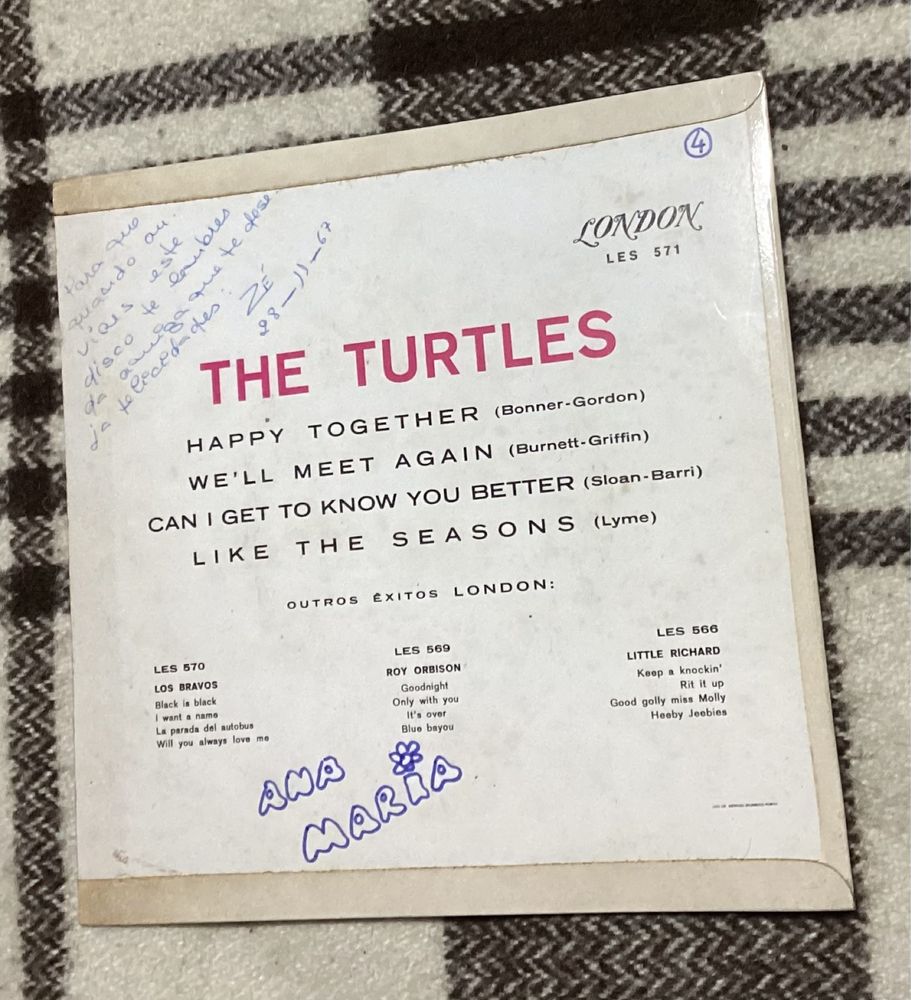 ④
Para que
quando ou
vires este
disco te lembres
da amiga que te dese
ja felicidades.
ZÉ
28-11-67
LONDON
LES 571
THE TURTLES
HAPPY TOGETHER (Bonner-Gordon)
WE'LL MEET AGAIN (Burnett-Griffin)
CAN I GET TO KNOW YOU BETTER (Sloan-Barri)
LIKE THE SEASONS (Lyme)
OUTROS ÊXITOS LONDON:
LES 570
LOS BRAVOS
Black is black
I want a name
La parada del autobus
Will you always love me
LES 569
ROY ORBISON
Goodnight
Only with you
It's over
Blue bayou
LES 566
LITTLE RICHARD
Keep a knockin'
Rit it up
Good golly miss Molly
Heeby Jeebies
ANA
MARIA